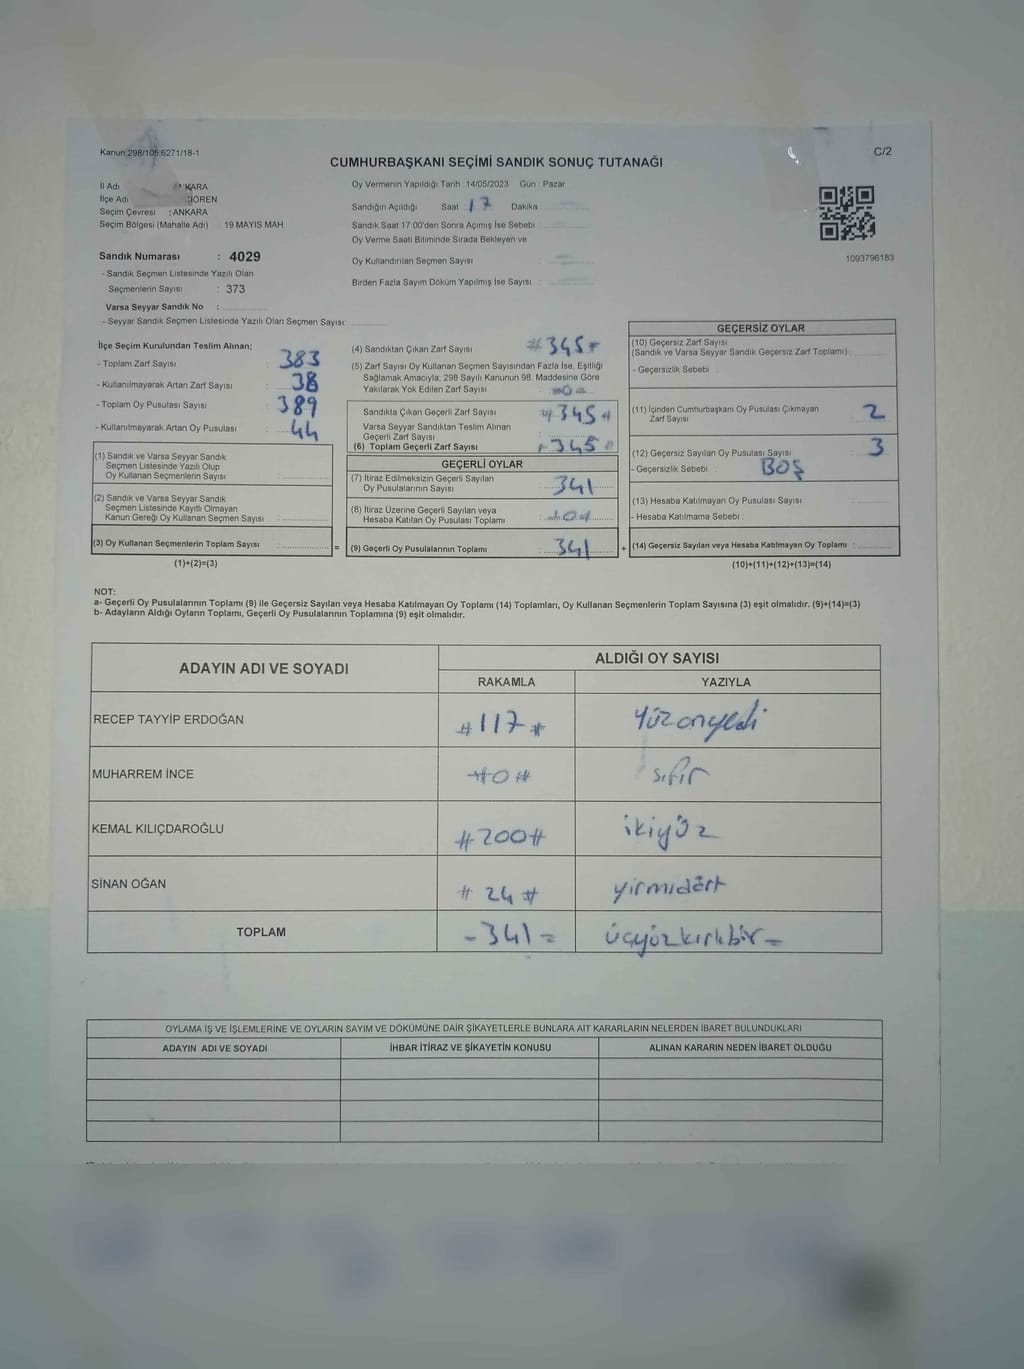 Kanun:298/105;6271/18-1
C/2
CUMHURBAŞKANI SEÇİMİ SANDIK SONUÇ TUTANAĞI
İl Adı KARA
İlçe Adı ÖREN
Seçim Çevresi : ANKARA
Seçim Bölgesi (Mahalle Adı) 19 MAYIS MAH
Oy Vermenin Yapıldığı Tarih :14/05/2023 Gün : Pazar
Sandığın Açıldığı Saat 17 Dakika
Sandık Saat 17.00'den Sonra Açımış İse Sebebi :
Oy Verme Saati Bitiminde Sırada Bekleyen ve
Oy Kullandırılan Seçmen Sayısı :
Birden Fazla Sayım Döküm Yapılmış İse Sayısı :
1093796183
Sandık Numarası : 4029
- Sandık Seçmen Listesinde Yazılı Olan
Seçmenlerin Sayısı : 373
Varsa Seyyar Sandık No :
- Seyyar Sandık Seçmen Listesinde Yazılı Olan Seçmen Sayısı:
İlçe Seçim Kurulundan Teslim Alınan;
- Toplam Zarf Sayısı : 383
- Kullanılmayarak Artan Zarf Sayısı : 38
- Toplam Oy Pusulası Sayısı : 389
- Kullanılmayarak Artan Oy Pusulası : 44
(1) Sandık ve Varsa Seyyar Sandık
Seçmen Listesinde Yazılı Olup
Oy Kullanan Seçmenlerin Sayısı :
(2) Sandık ve Varsa Seyyar Sandık
Seçmen Listesinde Kayıtlı Olmayan
Kanun Gereği Oy Kullanan Seçmen Sayısı :
(3) Oy Kullanan Seçmenlerin Toplam Sayısı :
(1)+(2)=(3)
=
(4) Sandıktan Çıkan Zarf Sayısı #345#
(5) Zarf Sayısı Oy Kullanan Seçmen Sayısından Fazla İse, Eşitliği
Sağlamak Amacıyla, 298 Sayılı Kanunun 98. Maddesine Göre
Yakılarak Yok Edilen Zarf Sayısı : =0=
Sandıkta Çıkan Geçerli Zarf Sayısı #345#
Varsa Seyyar Sandıktan Teslim Alınan
Geçerli Zarf Sayısı
(6) Toplam Geçerli Zarf Sayısı #345#
GEÇERLİ OYLAR
(7) İtiraz Edilmeksizin Geçerli Sayılan
Oy Pusulalarının Sayısı : 341
(8) İtiraz Üzerine Geçerli Sayılan veya
Hesaba Katılan Oy Pusulası Toplamı : #0#
(9) Geçerli Oy Pusulalarının Toplamı : 341
+
GEÇERSİZ OYLAR
(10) Geçersiz Zarf Sayısı
(Sandık ve Varsa Seyyar Sandık Geçersiz Zarf Toplamı)
- Geçersizlik Sebebi :
(11) İçinden Cumhurbaşkanı Oy Pusulası Çıkmayan
Zarf Sayısı : 2
(12) Geçersiz Sayılan Oy Pusulası Sayısı : 3
- Geçersizlik Sebebi : BOŞ
(13) Hesaba Katılmayan Oy Pusulası Sayısı :
- Hesaba Katılmama Sebebi :
(14) Geçersiz Sayılan veya Hesaba Katılmayan Oy Toplamı :
(10)+(11)+(12)+(13)=(14)
NOT:
a- Geçerli Oy Pusulalarının Toplamı (9) ile Geçersiz Sayılan veya Hesaba Katılmayan Oy Toplamı (14) Toplamları, Oy Kullanan Seçmenlerin Toplam Sayısına (3) eşit olmalıdır. (9)+(14)=(3)
b- Adayların Aldığı Oyların Toplamı, Geçerli Oy Pusulalarının Toplamına (9) eşit olmalıdır.
ADAYIN ADI VE SOYADI ALDIĞI OY SAYISI
RAKAMLA YAZIYLA
RECEP TAYYİP ERDOĞAN #117# Yüzonyedi
MUHARREM İNCE #0# sıfır
KEMAL KILIÇDAROĞLU #200# ikiyüz
SİNAN OĞAN #24# yirmidört
TOPLAM -341= üçyüzkırkbir=
OYLAMA İŞ VE İŞLEMLERİNE VE OYLARIN SAYIM VE DÖKÜMÜNE DAİR ŞİKAYETLERLE BUNLARA AİT KARARLARIN NELERDEN İBARET BULUNDUKLARI
ADAYIN ADI VE SOYADI İHBAR İTİRAZ VE ŞİKAYETİN KONUSU ALINAN KARARIN NEDEN İBARET OLDUĞU